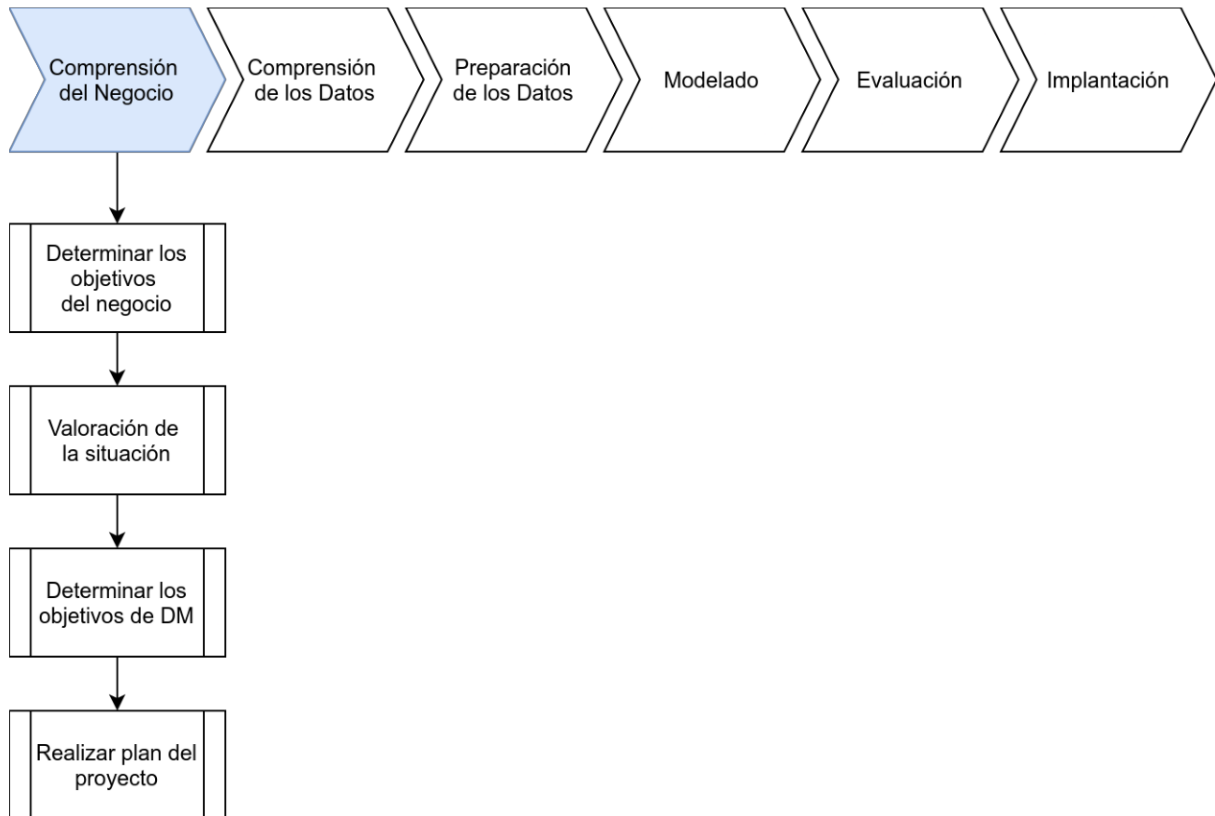 Comprensión
del Negocio
Comprensión
de los Datos
Preparación
de los Datos
Modelado
Evaluación
Implantación
Determinar los
objetivos
del negocio
Valoración de
la situación
Determinar los
objetivos de DM
Realizar plan del
proyecto